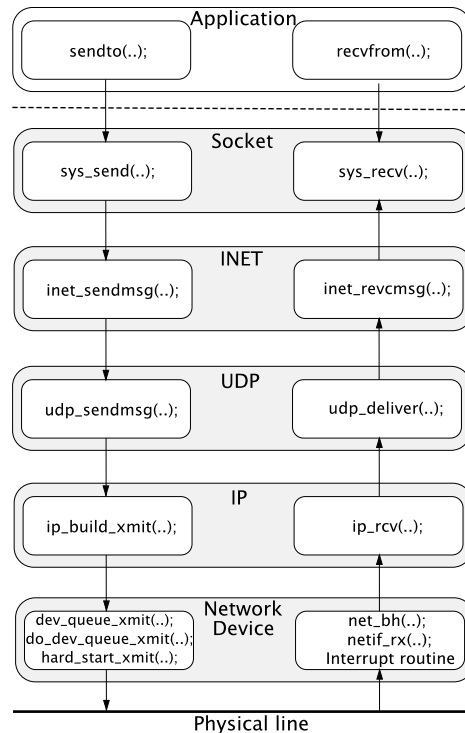 Application
sendto(..);
recvfrom(..);
Socket
sys_send(..);
sys_recv(..);
INET
inet_sendmsg(..);
inet_revcmsg(..);
UDP
udp_sendmsg(..);
udp_deliver(..);
IP
ip_build_xmit(..);
ip_rcv(..);
Network
Device
dev_queue_xmit(..);
do_dev_queue_xmit(..);
hard_start_xmit(..);
net_bh(..);
netif_rx(..);
Interrupt routine
Physical line